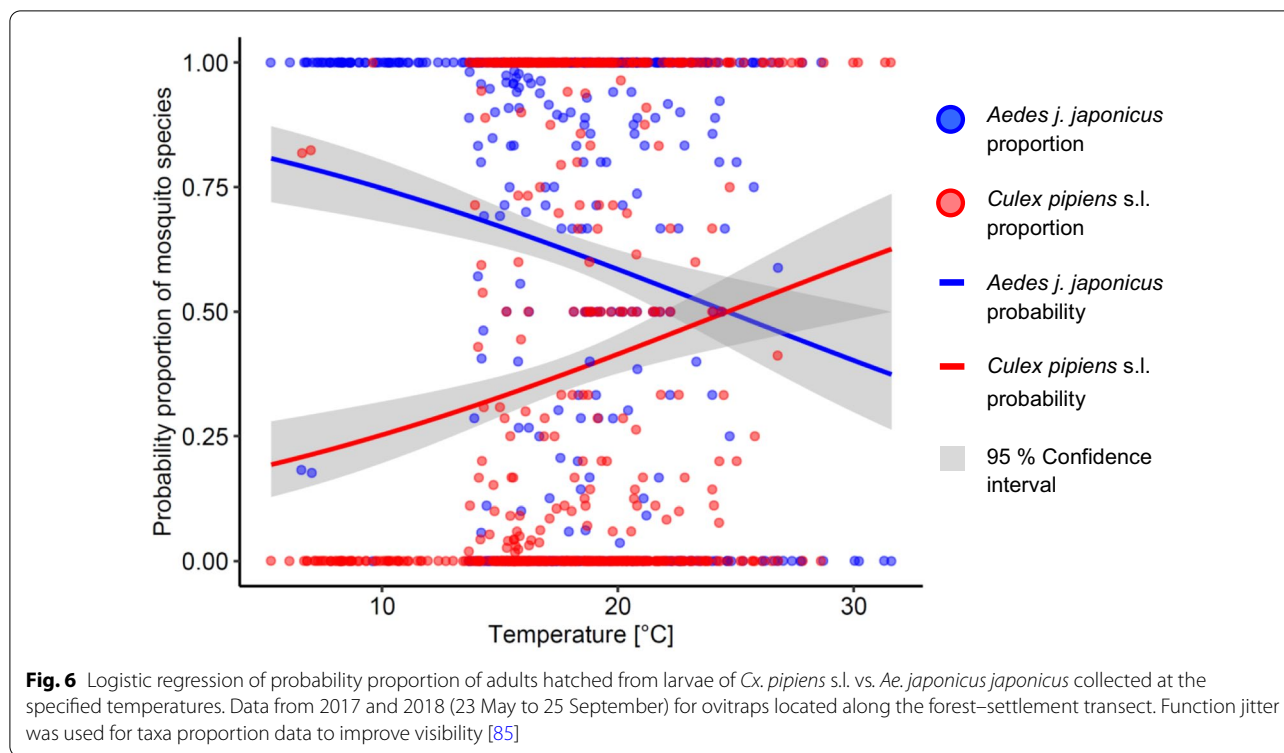 1.00
0.75
0.50
0.25
0.00
Probability proportion of mosquito species
10
20
30
Temperature [°C]
Aedes j. japonicus
proportion
Culex pipiens s.l.
proportion
Aedes j. japonicus
probability
Culex pipiens s.l.
probability
95 % Confidence
interval
Fig. 6 Logistic regression of probability proportion of adults hatched from larvae of Cx. pipiens s.l. vs. Ae. japonicus japonicus collected at the
specified temperatures. Data from 2017 and 2018 (23 May to 25 September) for ovitraps located along the forest–settlement transect. Function jitter
was used for taxa proportion data to improve visibility [85]